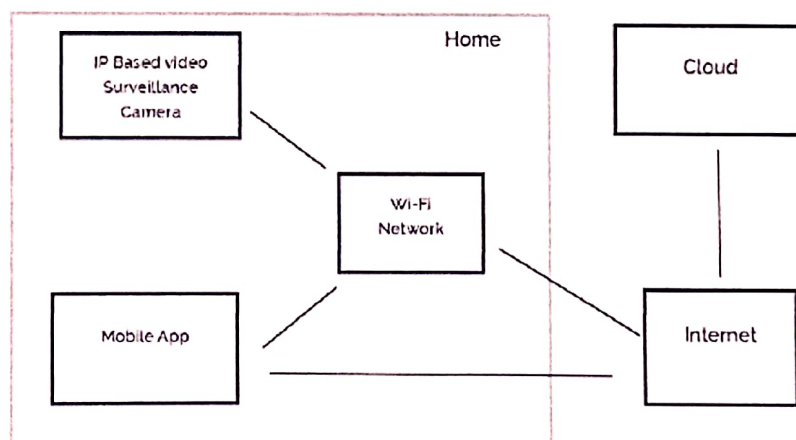 Home
IP Based video
Surveillance
Camera
Cloud
Wi-Fi
Network
Mobile App
Internet